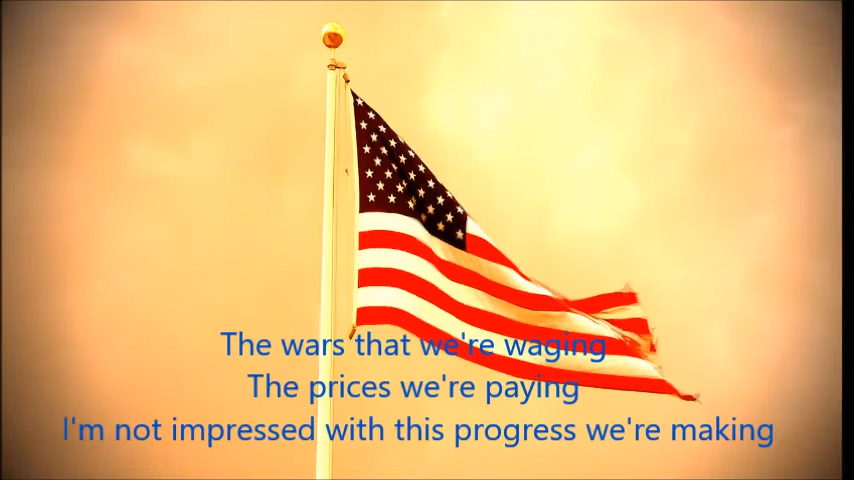 The wars that we're waging
The prices we're paying
I'm not impressed with this progress we're making